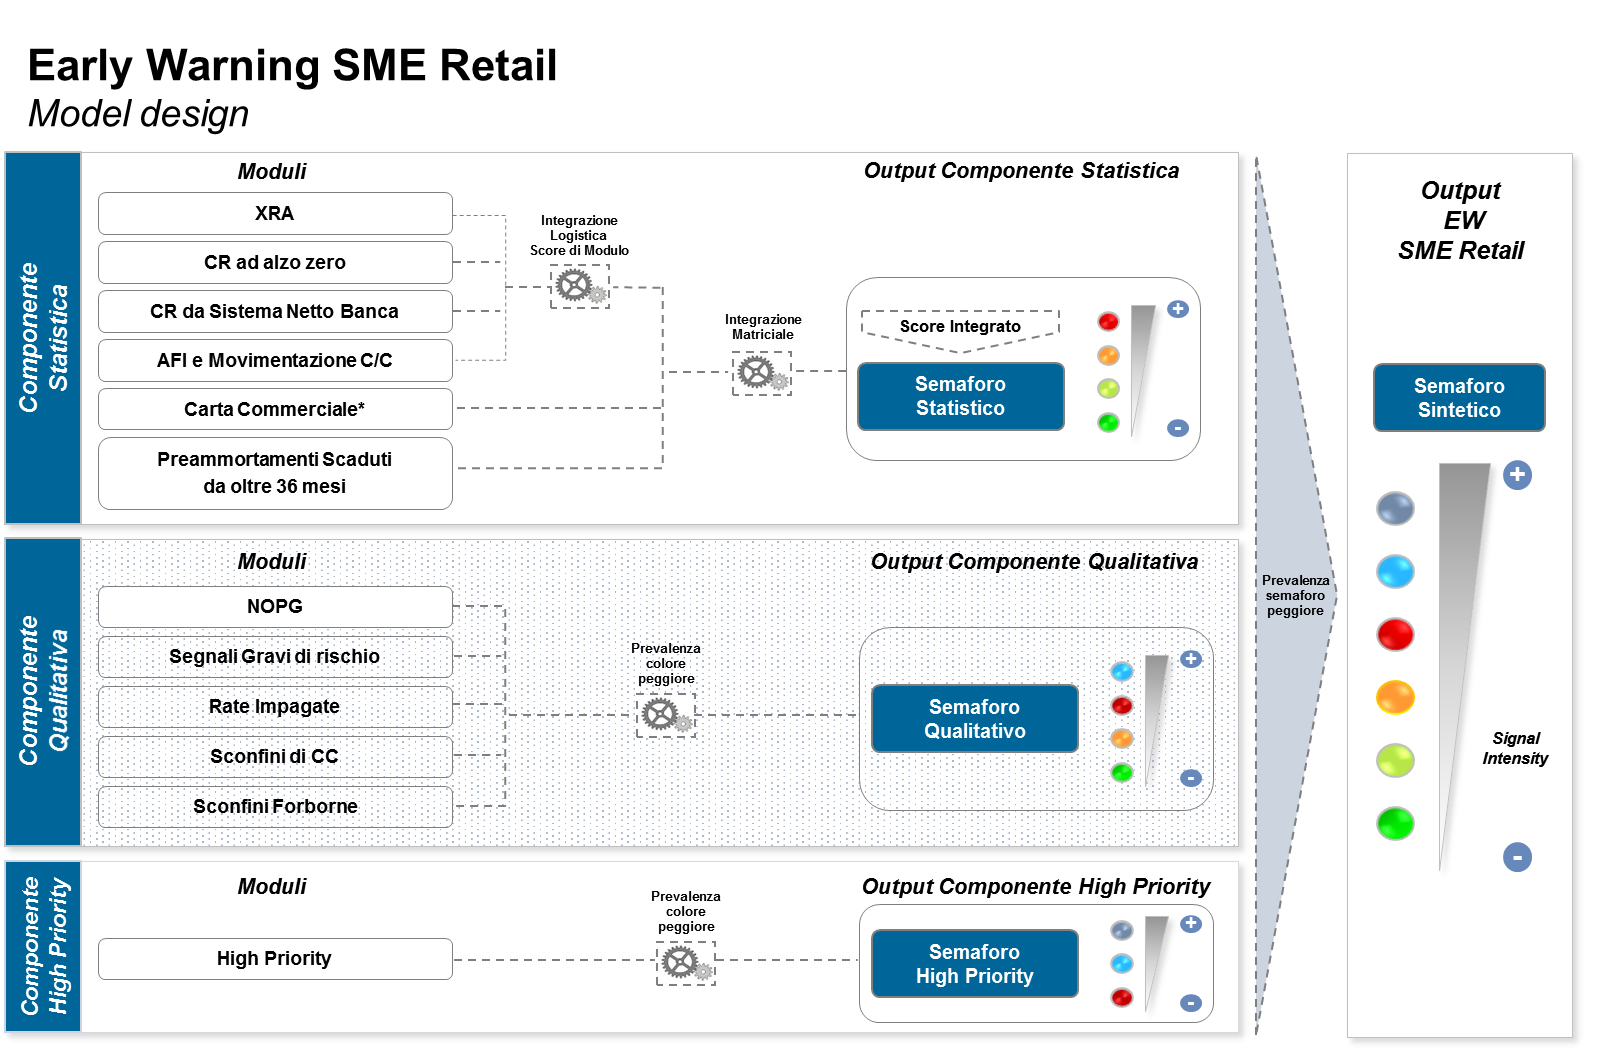 Early Warning SME Retail
Model design
Componente
Statistica
Moduli
XRA
CR ad alzo zero
CR da Sistema Netto Banca
AFI e Movimentazione C/C
Carta Commerciale*
Preammortamenti Scaduti
da oltre 36 mesi
Integrazione
Logistica
Score di Modulo
Integrazione
Matriciale
Output Componente Statistica
Score Integrato
Semaforo
Statistico
+
-
Componente
Qualitativa
Moduli
NOPG
Segnali Gravi di rischio
Rate Impagate
Sconfini di CC
Sconfini Forborne
Prevalenza
colore
peggiore
Output Componente Qualitativa
Semaforo
Qualitativo
+
-
Componente
High Priority
Moduli
High Priority
Prevalenza
colore
peggiore
Output Componente High Priority
Semaforo
High Priority
+
-
Prevalenza
semaforo
peggiore
Output
EW
SME Retail
Semaforo
Sintetico
+
Signal
Intensity
-